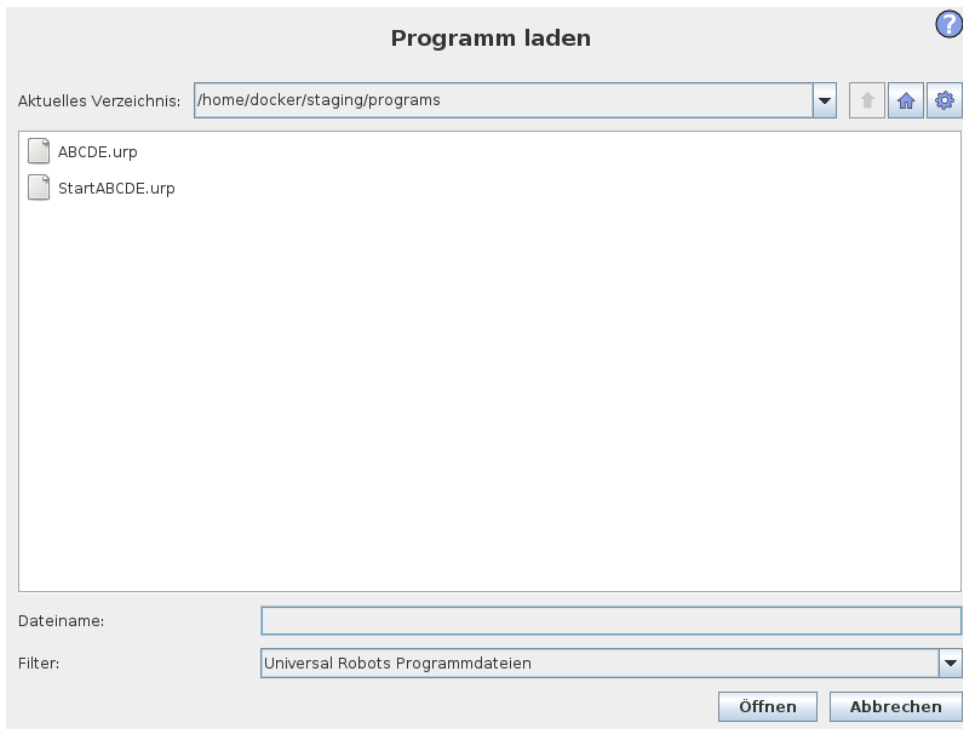 Programm laden
?
Aktuelles Verzeichnis: /home/docker/staging/programs
ABCDE.urp
StartABCDE.urp
Dateiname:
Filter: Universal Robots Programmdateien
Öffnen Abbrechen